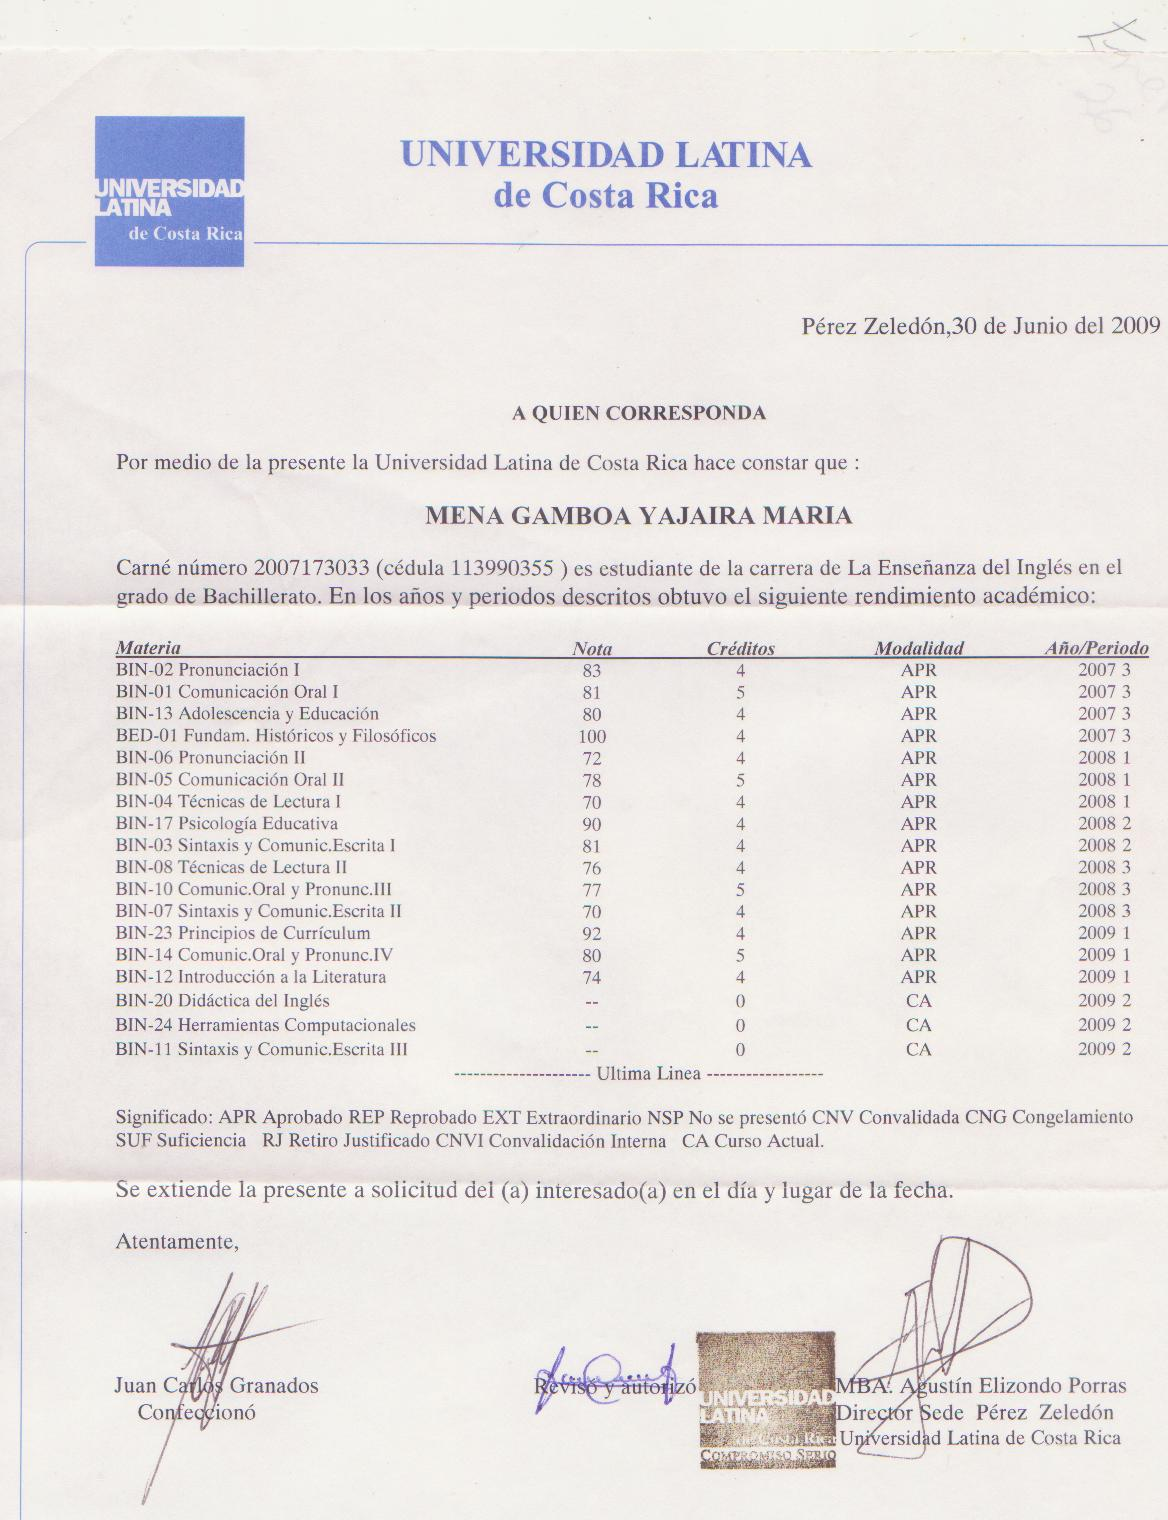 UNIVERSIDAD
LATINA
de Costa Rica
UNIVERSIDAD LATINA
de Costa Rica
Pérez Zeledón,30 de Junio del 2009
A QUIEN CORRESPONDA
Por medio de la presente la Universidad Latina de Costa Rica hace constar que :
MENA GAMBOA YAJAIRA MARIA
Carné número 2007173033 (cédula 113990355 ) es estudiante de la carrera de La Enseñanza del Inglés en el
grado de Bachillerato. En los años y periodos descritos obtuvo el siguiente rendimiento académico:
Materia Nota Créditos Modalidad Año/Periodo
BIN-02 Pronunciación I 83 4 APR 2007 3
BIN-01 Comunicación Oral I 81 5 APR 2007 3
BIN-13 Adolescencia y Educación 80 4 APR 2007 3
BED-01 Fundam. Históricos y Filosóficos 100 4 APR 2007 3
BIN-06 Pronunciación II 72 4 APR 2008 1
BIN-05 Comunicación Oral II 78 5 APR 2008 1
BIN-04 Técnicas de Lectura I 70 4 APR 2008 1
BIN-17 Psicología Educativa 90 4 APR 2008 2
BIN-03 Sintaxis y Comunic.Escrita I 81 4 APR 2008 2
BIN-08 Técnicas de Lectura II 76 4 APR 2008 3
BIN-10 Comunic.Oral y Pronunc.III 77 5 APR 2008 3
BIN-07 Sintaxis y Comunic.Escrita II 70 4 APR 2008 3
BIN-23 Principios de Currículum 92 4 APR 2009 1
BIN-14 Comunic.Oral y Pronunc.IV 80 5 APR 2009 1
BIN-12 Introducción a la Literatura 74 4 APR 2009 1
BIN-20 Didáctica del Inglés -- 0 CA 2009 2
BIN-24 Herramientas Computacionales -- 0 CA 2009 2
BIN-11 Sintaxis y Comunic.Escrita III -- 0 CA 2009 2
--------------------- Ultima Linea ------------------
Significado: APR Aprobado REP Reprobado EXT Extraordinario NSP No se presentó CNV Convalidada CNG Congelamiento
SUF Suficiencia RJ Retiro Justificado CNVI Convalidación Interna CA Curso Actual.
Se extiende la presente a solicitud del (a) interesado(a) en el día y lugar de la fecha.
Atentamente,
Juan Carlos Granados
Confeccionó
Revisó y autorizó
UNIVERSIDAD
LATINA
de Costa Rica
COMPROMISO SERIO
MBA. Agustín Elizondo Porras
Director Sede Pérez Zeledón
Universidad Latina de Costa Rica